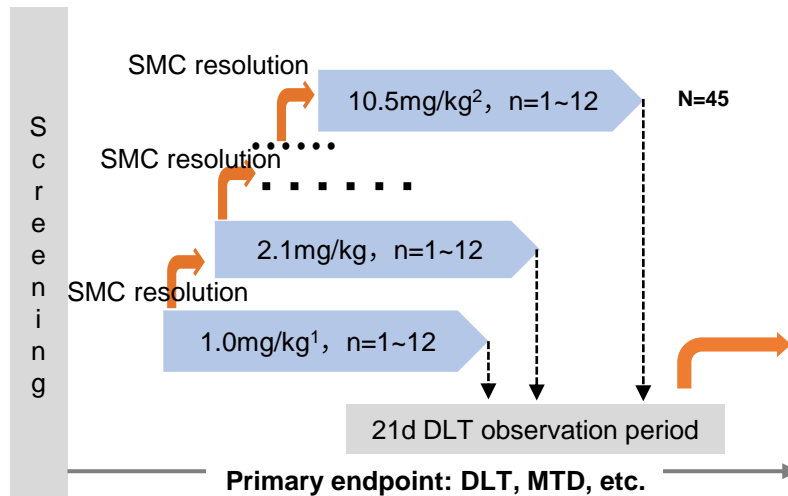 Screening
SMC resolution
10.5mg/kg²，n=1~12
N=45
SMC resolution
2.1mg/kg，n=1~12
SMC resolution
1.0mg/kg¹，n=1~12
21d DLT observation period
Primary endpoint: DLT, MTD, etc.